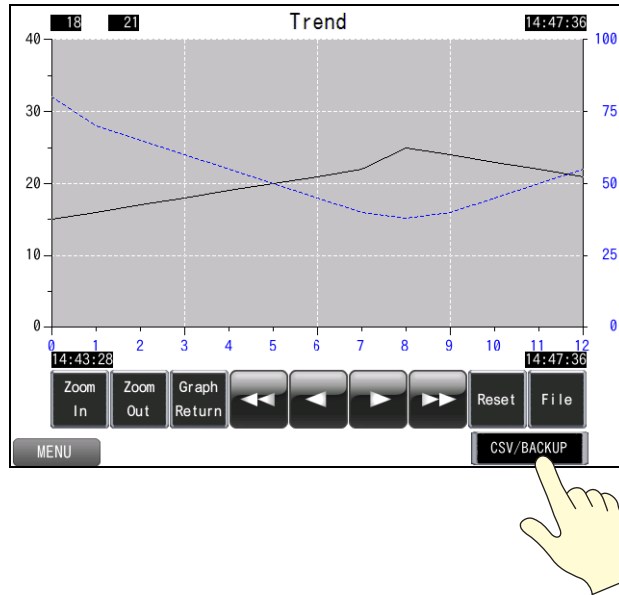 18 21 Trend 14:47:36
40 100
30 75
20 50
10 25
0 0
0 1 2 3 4 5 6 7 8 9 10 11 12
14:43:28 14:47:36
Zoom In
Zoom Out
Graph Return
Reset
File
MENU CSV/BACKUP